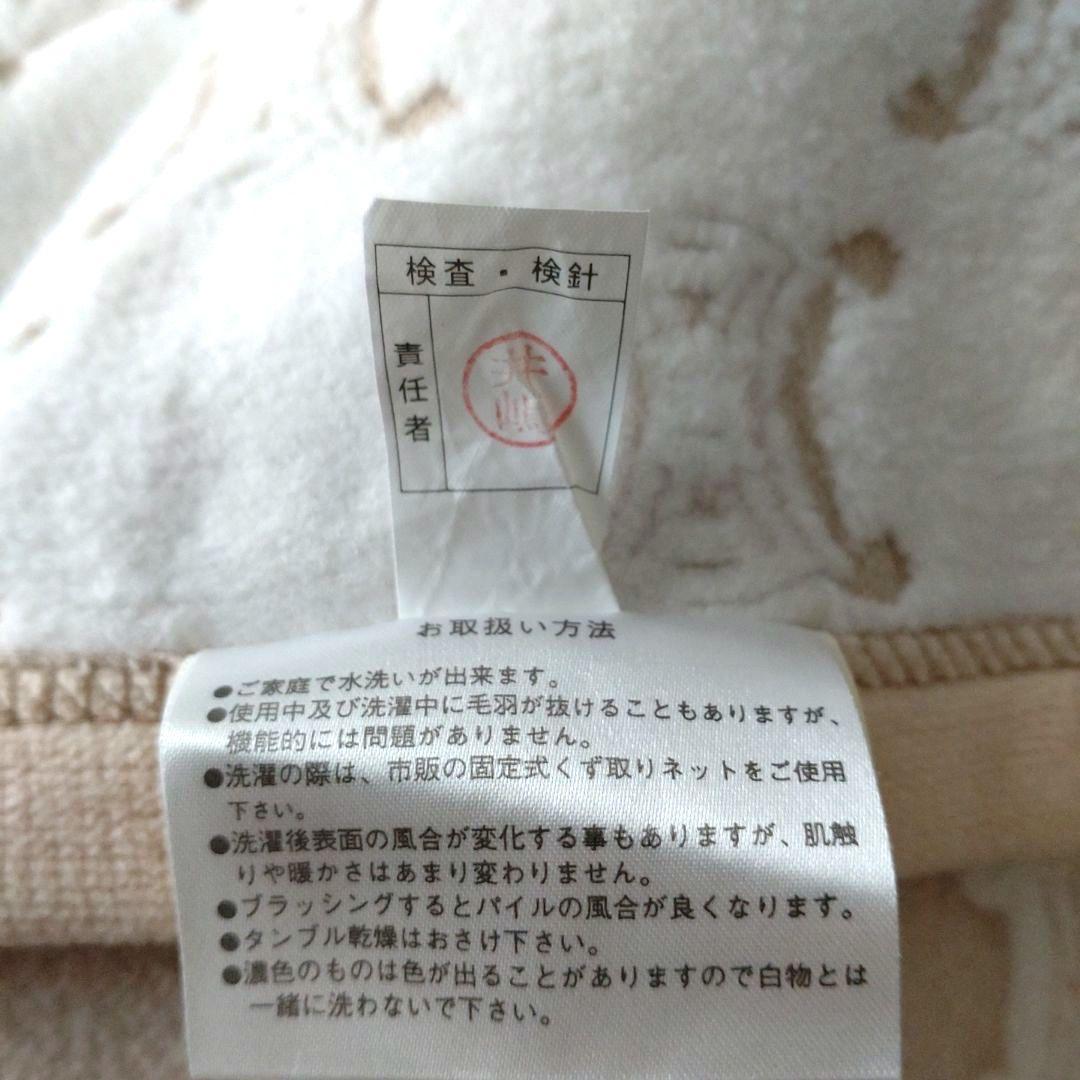 検査・検針
責任者
井
お取扱い方法
●ご家庭で水洗いが出来ます。
●使用中及び洗濯中に毛羽が抜けることもありますが、
機能的には問題がありません。
●洗濯の際は、市販の固定式くず取りネットをご使用
下さい。
●洗濯後表面の風合が変化する事もありますが、肌触
りや暖かさはあまり変わりません。
●ブラッシングするとパイルの風合が良くなります。
●タンブル乾燥はおさけ下さい。
●濃色のものは色が出ることがありますので白物とは
一緒に洗わないで下さい。